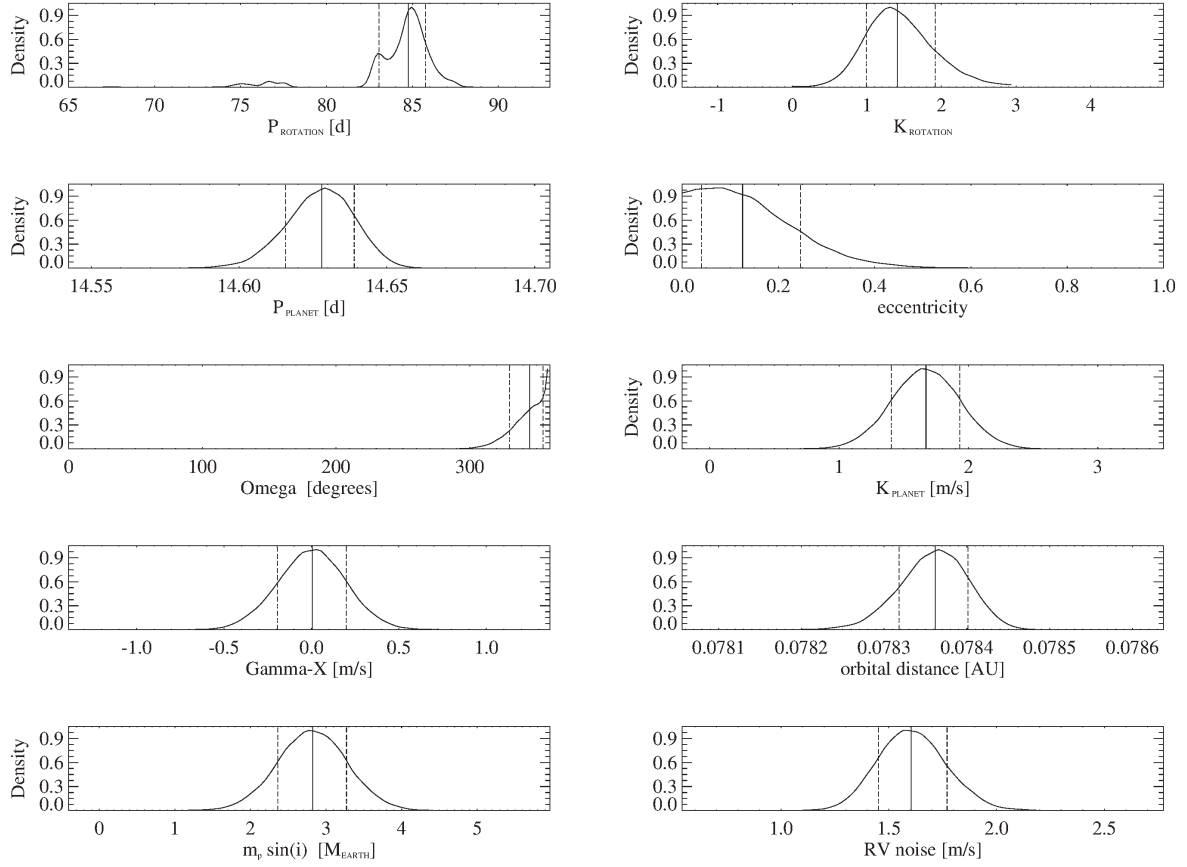 Density
0.9
0.6
0.3
0.0
65 70 75 80 85 90
P ROTATION [d]
Density
0.9
0.6
0.3
0.0
-1 0 1 2 3 4
K ROTATION
Density
0.9
0.6
0.3
0.0
14.55 14.60 14.65 14.70
P PLANET [d]
Density
0.9
0.6
0.3
0.0
0.0 0.2 0.4 0.6 0.8 1.0
eccentricity
Density
0.9
0.6
0.3
0.0
0 100 200 300
Omega [degrees]
Density
0.9
0.6
0.3
0.0
0 1 2 3
K PLANET [m/s]
Density
0.9
0.6
0.3
0.0
-1.0 -0.5 0.0 0.5 1.0
Gamma-X [m/s]
Density
0.9
0.6
0.3
0.0
0.0781 0.0782 0.0783 0.0784 0.0785 0.0786
orbital distance [AU]
Density
0.9
0.6
0.3
0.0
0 1 2 3 4 5
mp sin(i) [M EARTH]
Density
0.9
0.6
0.3
0.0
1.0 1.5 2.0 2.5
RV noise [m/s]